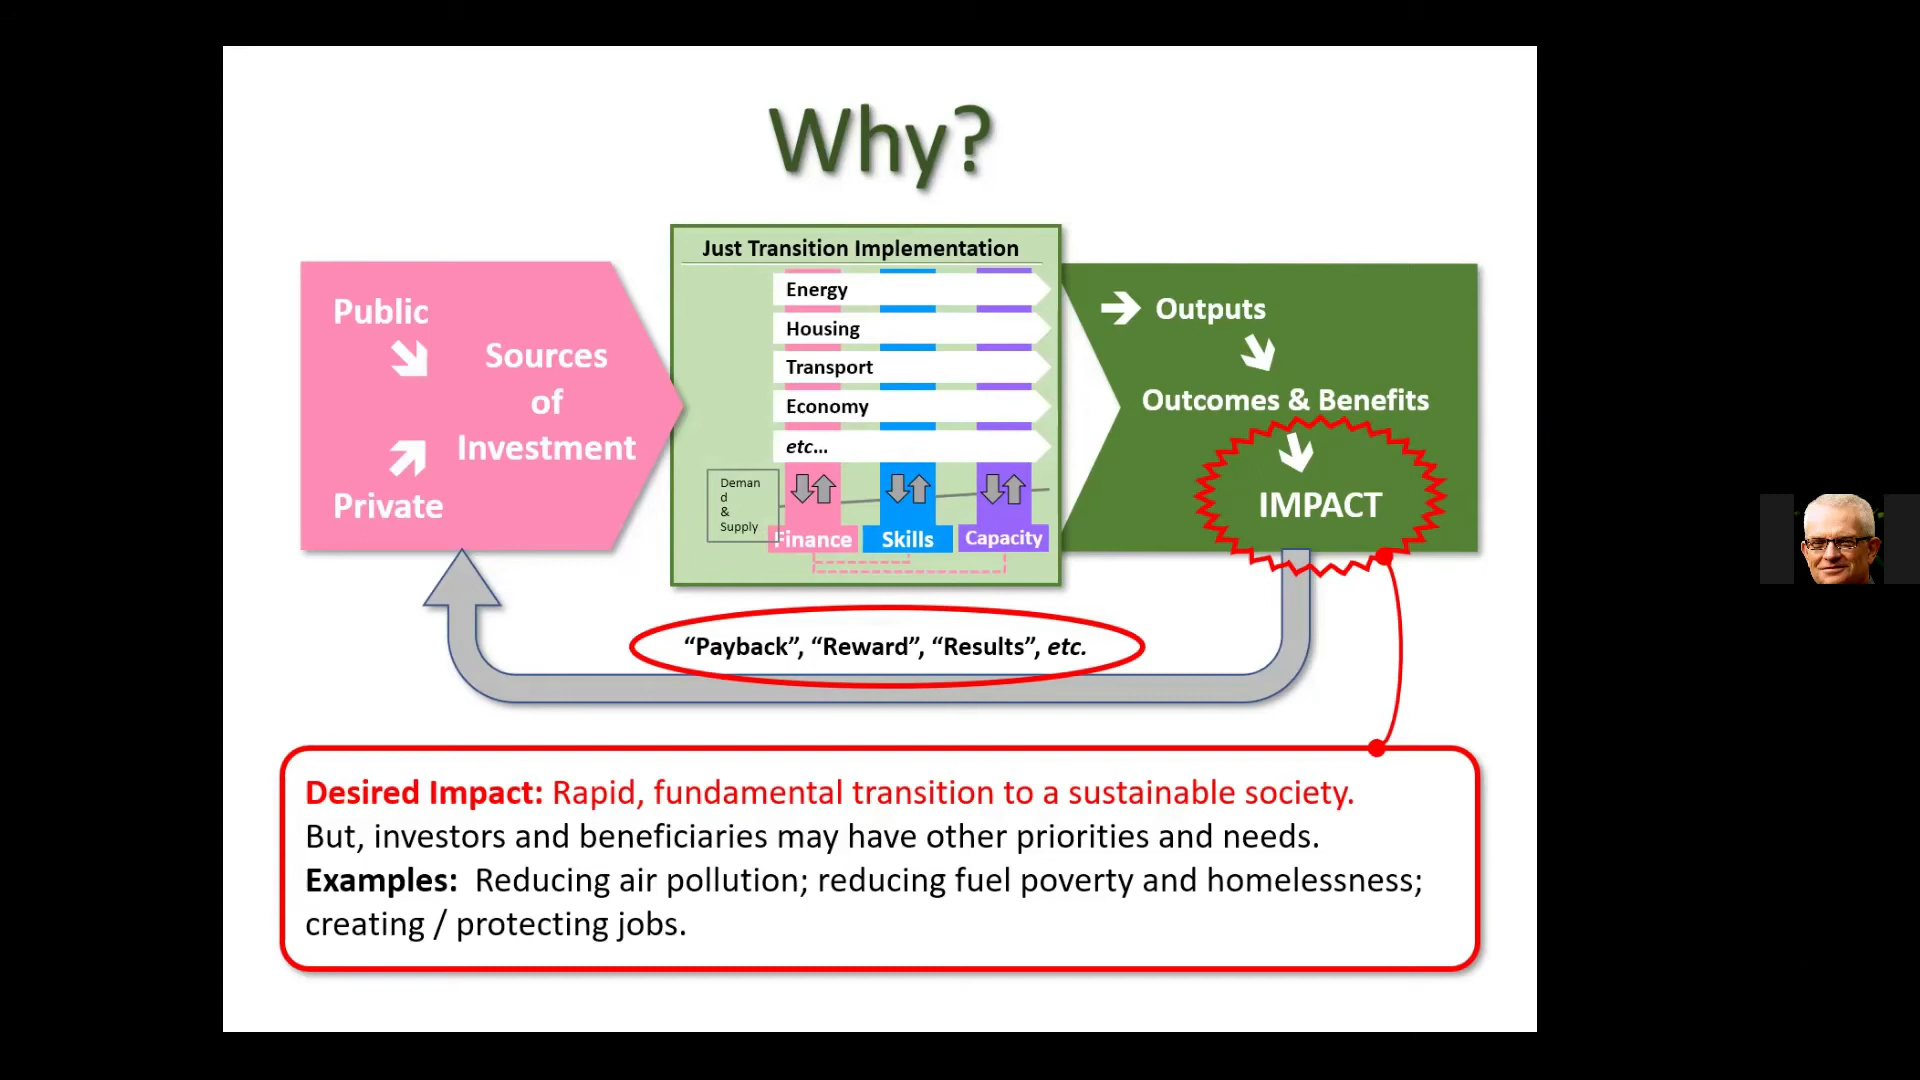 Why?
Public
Sources
of
Investment
Private
Just Transition Implementation
Energy
Housing
Transport
Economy
etc...
Deman
d
&
Supply
Finance
Skills
Capacity
Outputs
Outcomes & Benefits
IMPACT
“Payback”, “Reward”, “Results”, etc.
Desired Impact: Rapid, fundamental transition to a sustainable society.
But, investors and beneficiaries may have other priorities and needs.
Examples: Reducing air pollution; reducing fuel poverty and homelessness;
creating / protecting jobs.